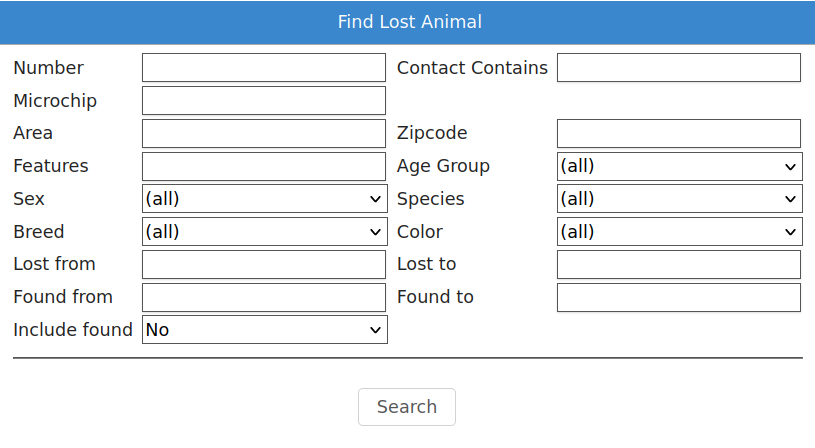 Find Lost Animal
Number Contact Contains
Microchip
Area Zipcode
Features Age Group (all)
Sex (all) Species (all)
Breed (all) Color (all)
Lost from Lost to
Found from Found to
Include found No
Search